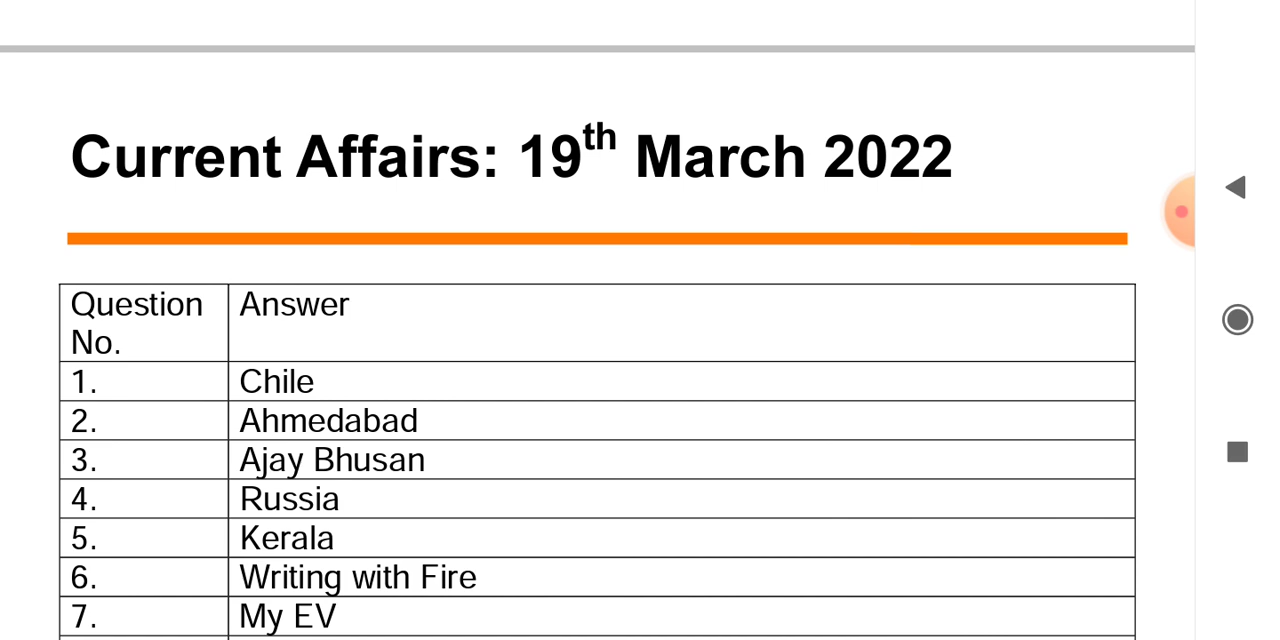 Current Affairs: 19th March 2022
Question No. Answer
1. Chile
2. Ahmedabad
3. Ajay Bhusan
4. Russia
5. Kerala
6. Writing with Fire
7. My EV